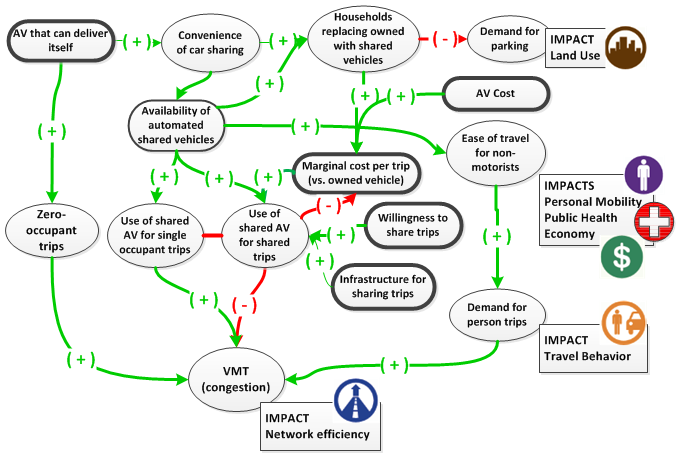 AV that can deliver
itself
(+)
Convenience
of car sharing
(+)
Households
replacing owned
with shared
vehicles
(-)
Demand for
parking
IMPACT
Land Use
(+)
(+)
(+)
AV Cost
Availability of
automated
shared vehicles
(+)
(+)
Ease of travel
for non-
motorists
Marginal cost per trip
(vs. owned vehicle)
(+)
(+)
(+)
IMPACTS
Personal Mobility
Public Health
Economy
$
Zero-
occupant
trips
Use of shared
AV for single
occupant trips
Use of
shared AV
for shared
trips
(-)
(+)
Willingness to
share trips
(+)
(+)
Infrastructure for
sharing trips
(+)
(-)
Demand for
person trips
IMPACT
Travel Behavior
(+)
VMT
(congestion)
(+)
IMPACT
Network efficiency